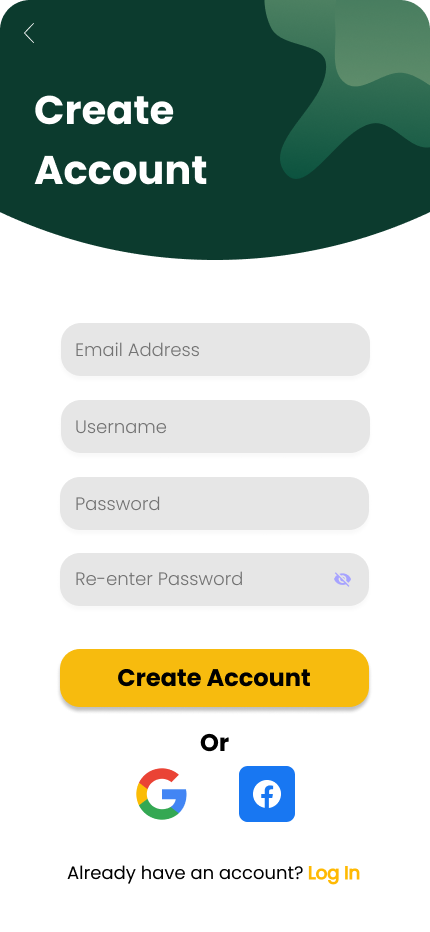 Create
Account
Email Address
Username
Password
Re-enter Password
Create Account
Or
Already have an account? Log In